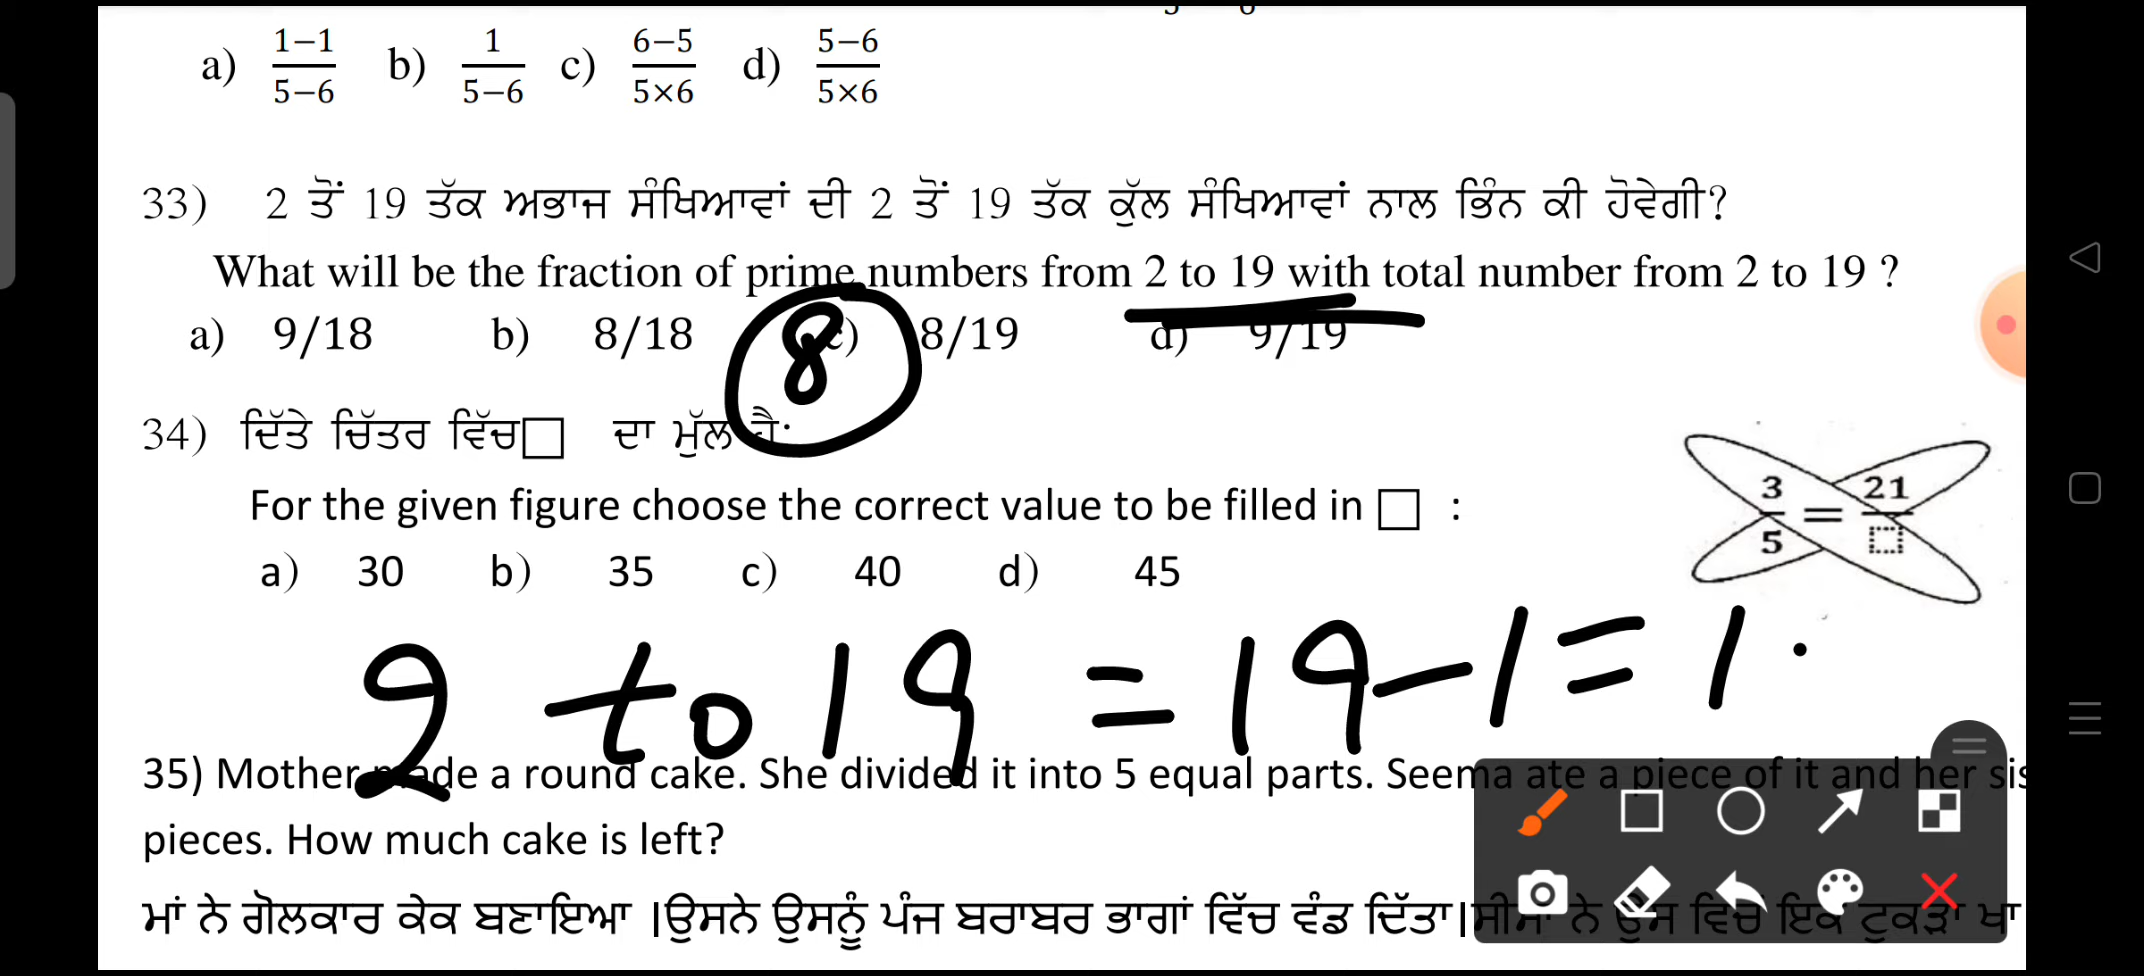 a) 1−1/5−6 b) 1/5−6 c) 6−5/5×6 d) 5−6/5×6
33) 2 ਤੋਂ 19 ਤੱਕ ਅਭਾਜ ਸੰਖਿਆਵਾਂ ਦੀ 2 ਤੋਂ 19 ਤੱਕ ਕੁੱਲ ਸੰਖਿਆਵਾਂ ਨਾਲ ਭਿੰਨ ਕੀ ਹੋਵੇਗੀ?
What will be the fraction of prime numbers from 2 to 19 with total number from 2 to 19 ?
a) 9/18 b) 8/18 c) 8/19 d) 9/19
8
34) ਦਿੱਤੇ ਚਿੱਤਰ ਵਿੱਚ□ ਦਾ ਮੁੱਲ ਹੈ:
For the given figure choose the correct value to be filled in □ :
3/5 = 21/□
a) 30 b) 35 c) 40 d) 45
2 to 19 = 19 − 1 = 1
35) Mother made a round cake. She divided it into 5 equal parts. Seema ate a piece of it and her
pieces. How much cake is left?
ਮਾਂ ਨੇ ਗੋਲਕਾਰ ਕੇਕ ਬਣਾਇਆ ।ਉਸਨੇ ਉਸਨੂੰ ਪੰਜ ਬਰਾਬਰ ਭਾਗਾਂ ਵਿੱਚ ਵੰਡ ਦਿੱਤਾ।ਸੀਮਾ ਨੇ ਉਸ ਵਿਚੋਂ ਇਕ ਟੁਕੜਾ ਖਾ